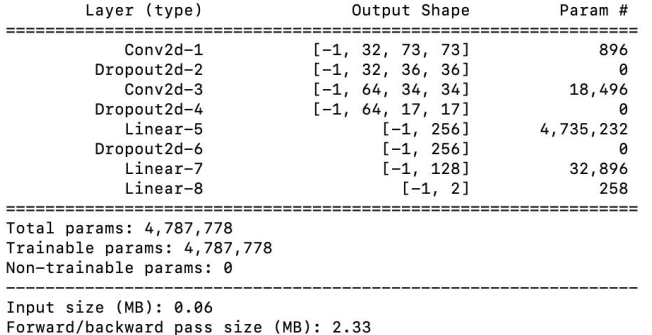 Layer (type) Output Shape Param #
================================================================
Conv2d-1 [-1, 32, 73, 73] 896
Dropout2d-2 [-1, 32, 36, 36] 0
Conv2d-3 [-1, 64, 34, 34] 18,496
Dropout2d-4 [-1, 64, 17, 17] 0
Linear-5 [-1, 256] 4,735,232
Dropout2d-6 [-1, 256] 0
Linear-7 [-1, 128] 32,896
Linear-8 [-1, 2] 258
================================================================
Total params: 4,787,778
Trainable params: 4,787,778
Non-trainable params: 0
----------------------------------------------------------------
Input size (MB): 0.06
Forward/backward pass size (MB): 2.33